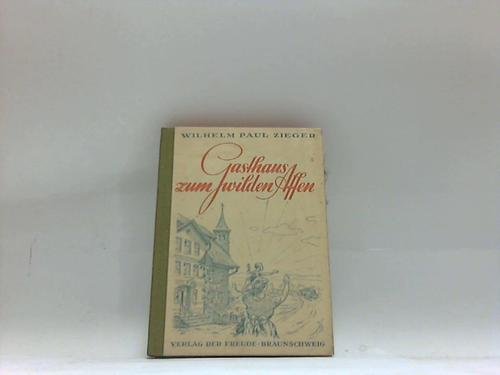 WILHELM PAUL ZIEGER
Gasthaus
zum wilden Affen
VERLAG DER FREUDE · BRAUNSCHWEIG